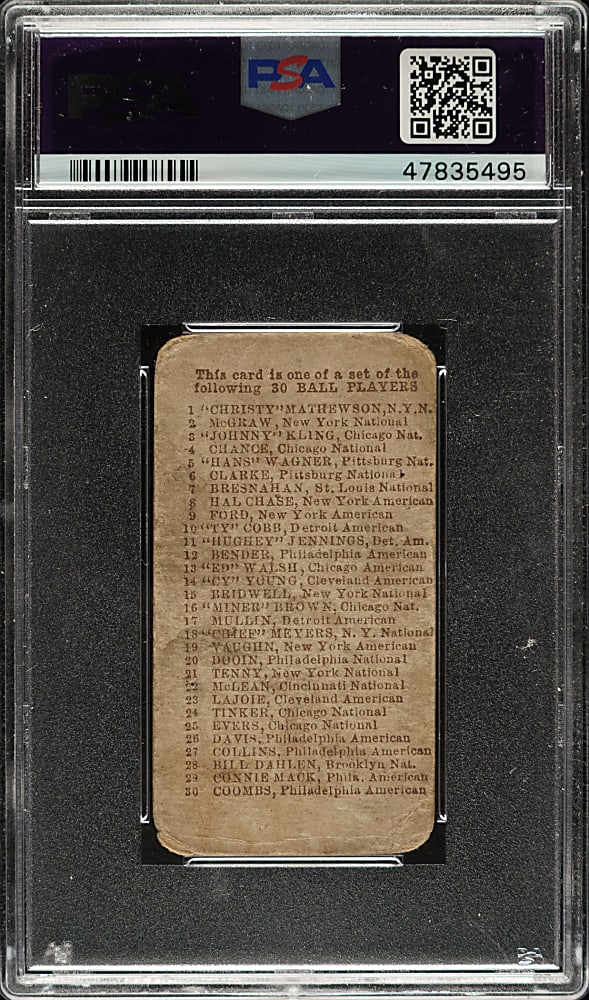 PSA
47835495
This card is one of a set of the
following 30 BALL PLAYERS
1 "CHRISTY" MATHEWSON, N.Y.N.
2 McGRAW, New York National
3 "JOHNNY" KLING, Chicago Nat.
4 CHANCE, Chicago National
5 "HANS" WAGNER, Pittsburg Nat.
6 CLARKE, Pittsburg National
7 BRESNAHAN, St. Louis National
8 HAL CHASE, New York American
9 FORD, New York American
10 "TY" COBB, Detroit American
11 "HUGHEY" JENNINGS, Det. Am.
12 BENDER, Philadelphia American
13 "ED" WALSH, Chicago American
14 "CY" YOUNG, Cleveland American
15 BRIDWELL, New York National
16 "MINER" BROWN, Chicago Nat.
17 MULLIN, Detroit American
18 "CHIEF" MEYERS, N. Y. National
19 VAUGHN, New York American
20 DOOIN, Philadelphia National
21 TENNY, New York National
22 McLEAN, Cincinnati National
23 LAJOIE, Cleveland American
24 TINKER, Chicago National
25 EVERS, Chicago National
26 DAVIS, Philadelphia American
27 COLLINS, Philadelphia American
28 BILL DAHLEN, Brooklyn Nat.
29 CONNIE MACK, Phila. American
30 COOMBS, Philadelphia American